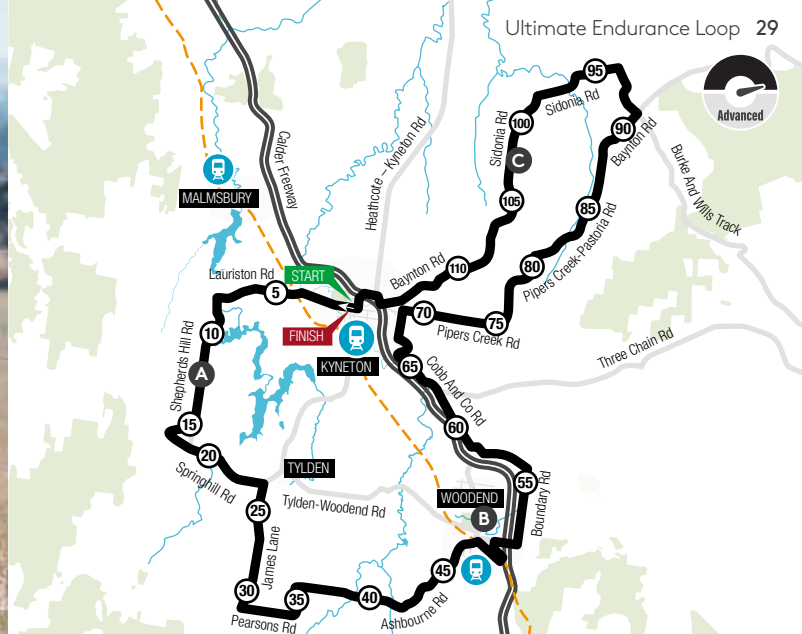 Ultimate Endurance Loop 29
Advanced
95
Sidonia Rd
100
Sidonia Rd
C
90
Baynton Rd
Burke And Wills Track
Calder Freeway
Heathcote – Kyneton Rd
MALMSBURY
105
85
Pipers Creek-Pastoria Rd
80
110
Baynton Rd
Lauriston Rd
START
5
FINISH
KYNETON
70
75
Pipers Creek Rd
Three Chain Rd
10
Shepherds Hill Rd
A
15
65
Cobb And Co Rd
60
20
Springhill Rd
TYLDEN
Tylden-Woodend Rd
WOODEND
B
55
Boundary Rd
25
James Lane
30
35
Pearsons Rd
40
45
Ashbourne Rd